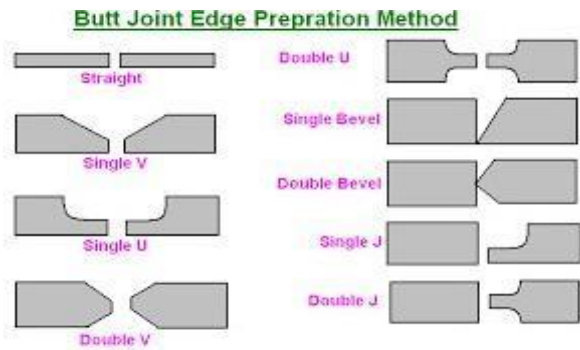 Butt Joint Edge Prepration Method
Straight
Single V
Single U
Double V
Double U
Single Bevel
Double Bevel
Single J
Double J